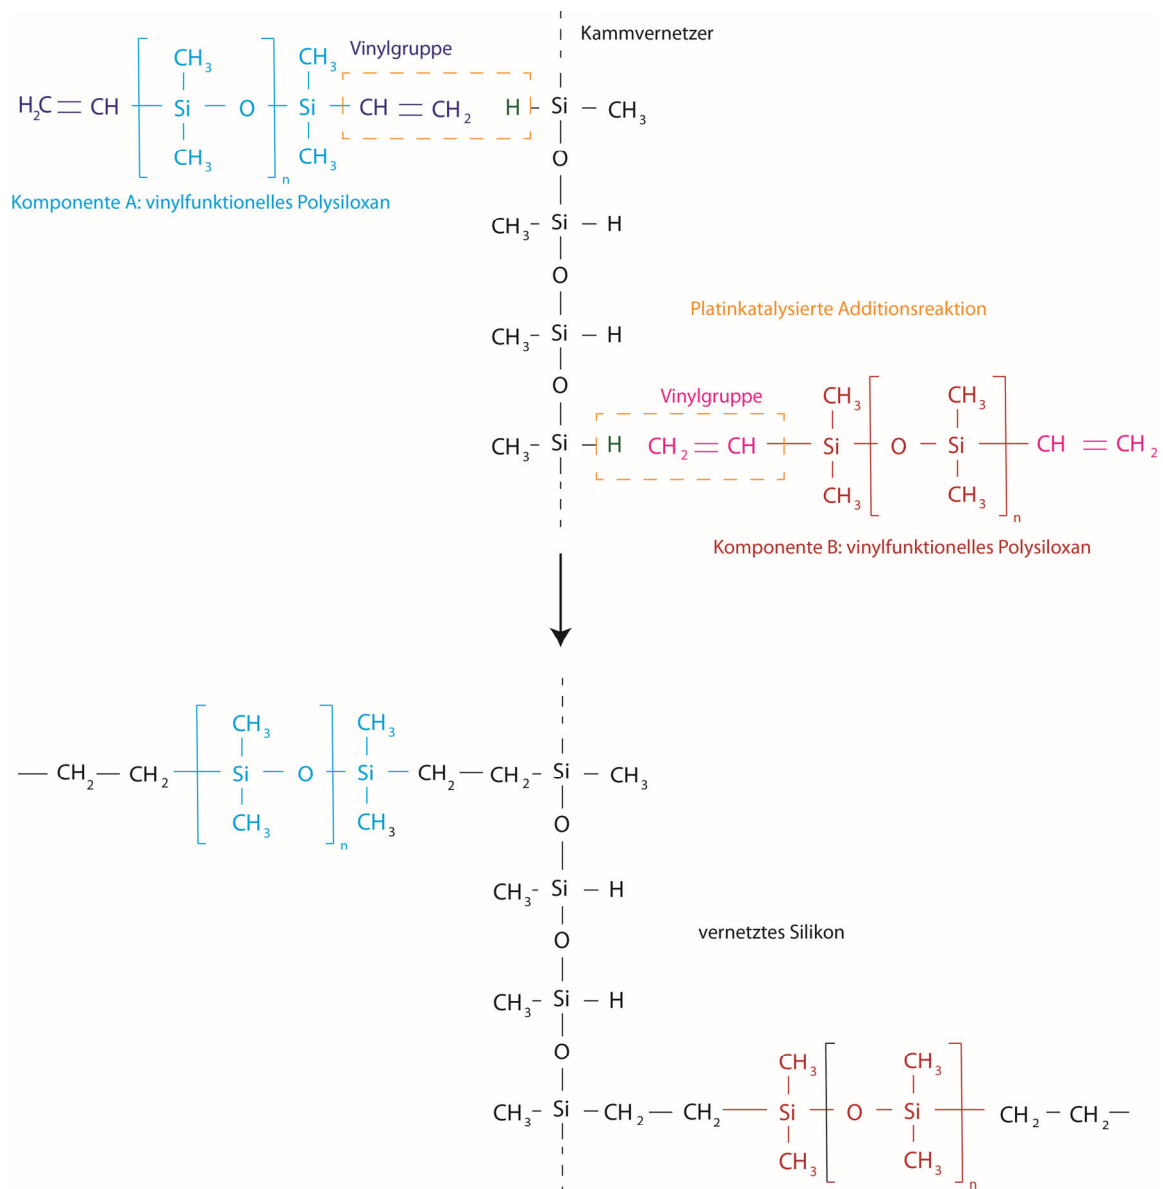 Kammvernetzer
Vinylgruppe
CH₃ CH₃
H₂C CH Si O Si CH CH₂ H Si CH₃
CH₃ CH₃ n
O
Komponente A: vinylfunktionelles Polysiloxan
CH₃ Si H
O
Platinkatalysierte Additionsreaktion
CH₃ Si H
O
Vinylgruppe
CH₃ CH₃
CH₃ Si H CH₂ CH Si O Si CH CH₂
CH₃ CH₃ n
Komponente B: vinylfunktionelles Polysiloxan
CH₃ CH₃
CH₂ CH₂ Si O Si CH₂ CH₂ Si CH₃
CH₃ CH₃ n
O
CH₃ Si H
vernetztes Silikon
O
CH₃ Si H
O
CH₃ CH₃
CH₃ Si CH₂ CH₂ Si O Si CH₂ CH₂
CH₃ CH₃ n